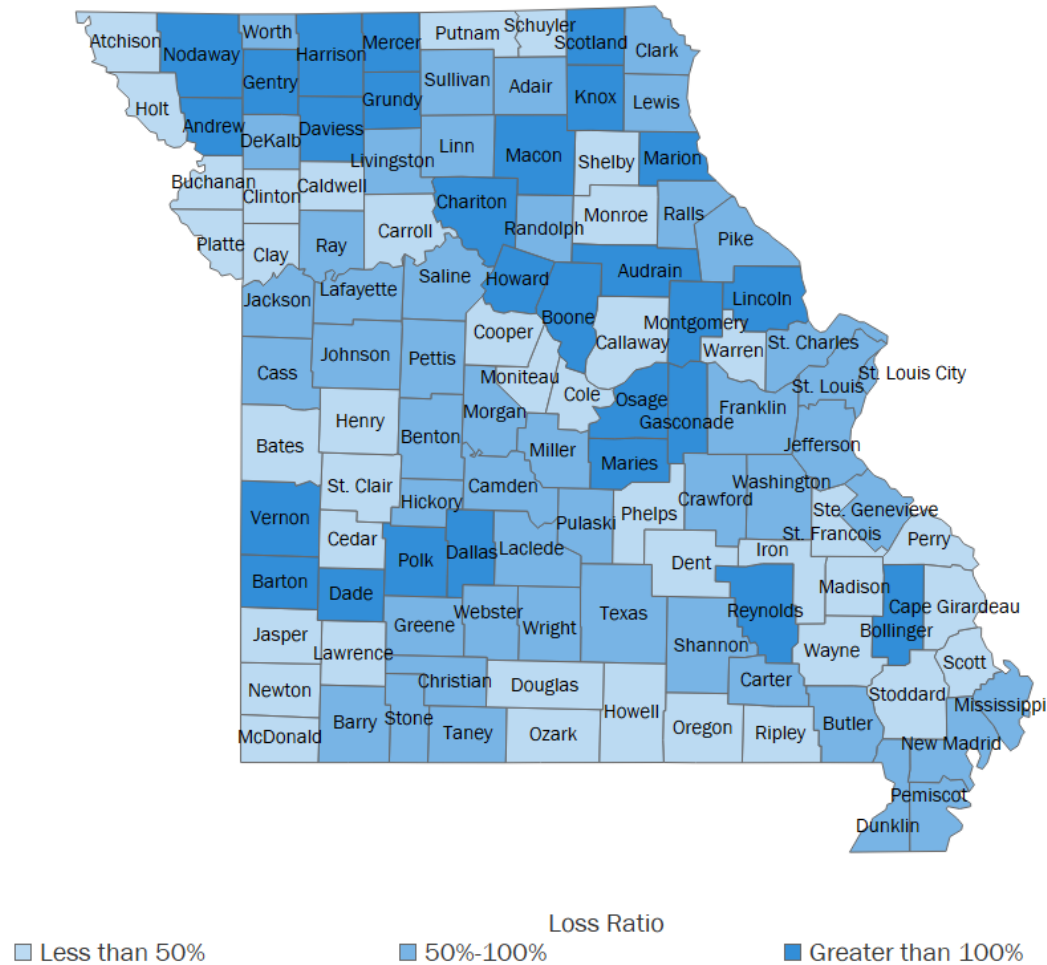 Atchison
Nodaway
Worth
Harrison
Mercer
Putnam
Schuyler
Scotland
Clark
Gentry
Sullivan
Adair
Knox
Lewis
Holt
Andrew
DeKalb
Daviess
Grundy
Livingston
Linn
Macon
Shelby
Marion
Buchanan
Clinton
Caldwell
Chariton
Randolph
Monroe
Ralls
Pike
Platte
Clay
Ray
Carroll
Saline
Howard
Audrain
Lincoln
Jackson
Lafayette
Cooper
Boone
Callaway
Montgomery
Warren
St. Charles
Johnson
Pettis
Moniteau
Cole
Osage
Gasconade
Franklin
St. Louis
St. Louis City
Cass
Henry
Benton
Morgan
Miller
Maries
Jefferson
Bates
St. Clair
Hickory
Camden
Pulaski
Phelps
Crawford
Washington
Ste. Genevieve
St. Francois
Perry
Vernon
Cedar
Polk
Dallas
Laclede
Dent
Iron
Madison
Cape Girardeau
Bollinger
Barton
Dade
Greene
Webster
Wright
Texas
Shannon
Reynolds
Wayne
Scott
Jasper
Lawrence
Christian
Douglas
Howell
Carter
Stoddard
Mississippi
Newton
McDonald
Barry
Stone
Taney
Ozark
Oregon
Ripley
Butler
New Madrid
Pemiscot
Dunklin
Loss Ratio
Less than 50%
50%-100%
Greater than 100%